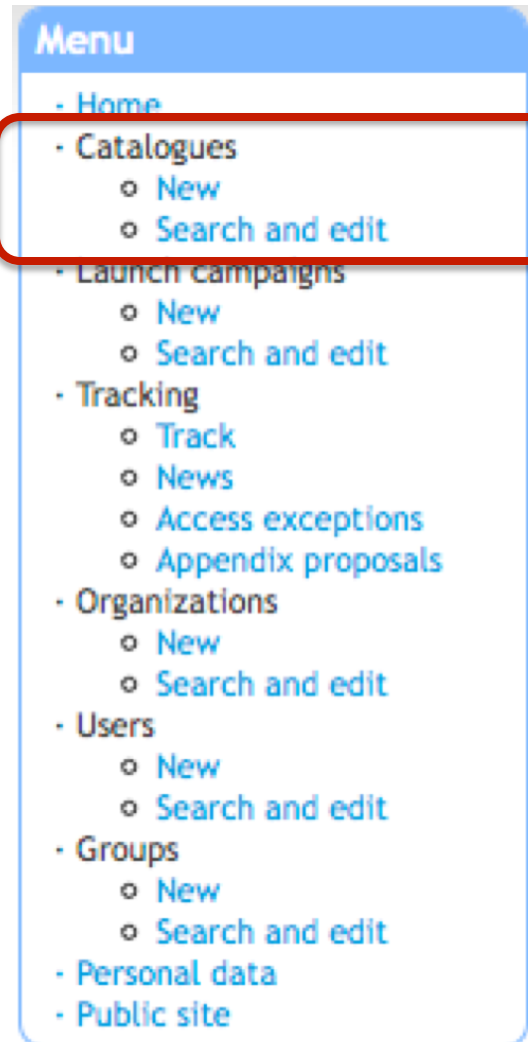 Menu
- Home
- Catalogues
o New
o Search and edit
- Launch campaigns
o New
o Search and edit
- Tracking
o Track
o News
o Access exceptions
o Appendix proposals
- Organizations
o New
o Search and edit
- Users
o New
o Search and edit
- Groups
o New
o Search and edit
- Personal data
- Public site